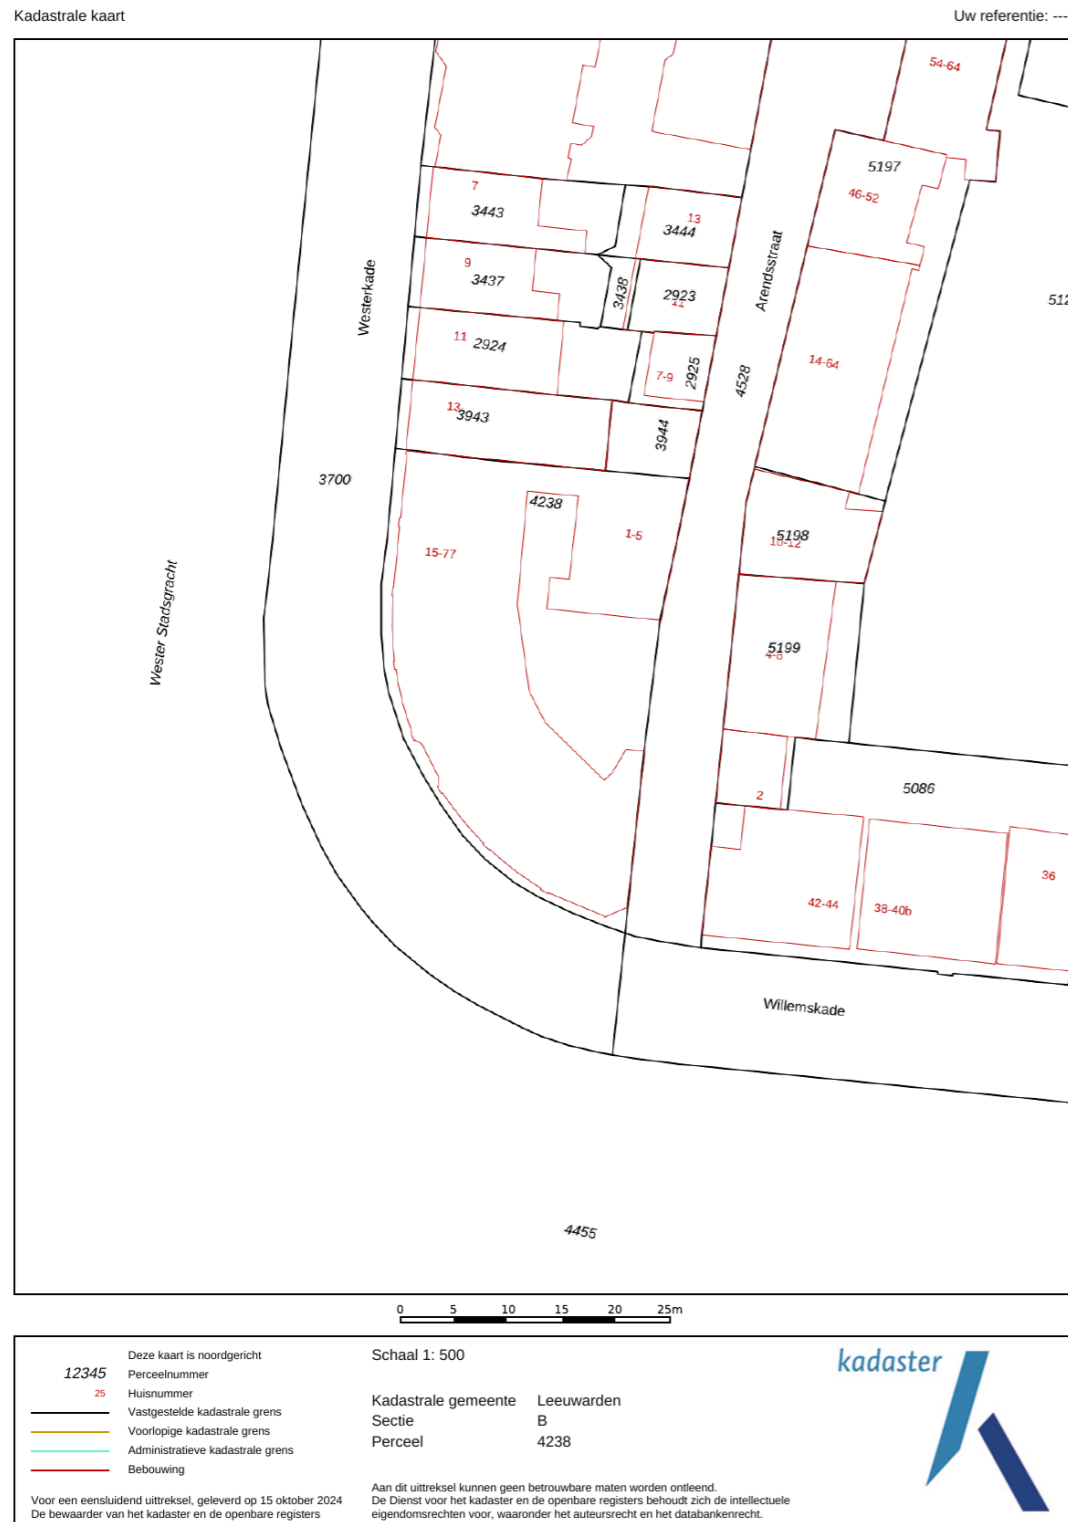 Kadastrale kaart
Uw referentie: ---
54-64
5197
46-52
7
3443
13
3444
Arendsstraat
9
3437
3438
2923
11
512
Westerkade
11
2924
7-9
2925
14-64
4528
13
3943
3944
3700
4238
1-5
15-77
5198
10-12
Wester Stadsgracht
5199
4-8
2
5086
42-44
38-40b
36
Willemskade
4455
0 5 10 15 20 25m
Deze kaart is noordgericht
12345 Perceelnummer
25 Huisnummer
Vastgestelde kadastrale grens
Voorlopige kadastrale grens
Administratieve kadastrale grens
Bebouwing
Voor een eensluidend uittreksel, geleverd op 15 oktober 2024
De bewaarder van het kadaster en de openbare registers
Schaal 1: 500
Kadastrale gemeente Leeuwarden
Sectie B
Perceel 4238
Aan dit uittreksel kunnen geen betrouwbare maten worden ontleend.
De Dienst voor het kadaster en de openbare registers behoudt zich de intellectuele
eigendomsrechten voor, waaronder het auteursrecht en het databankenrecht.
kadaster